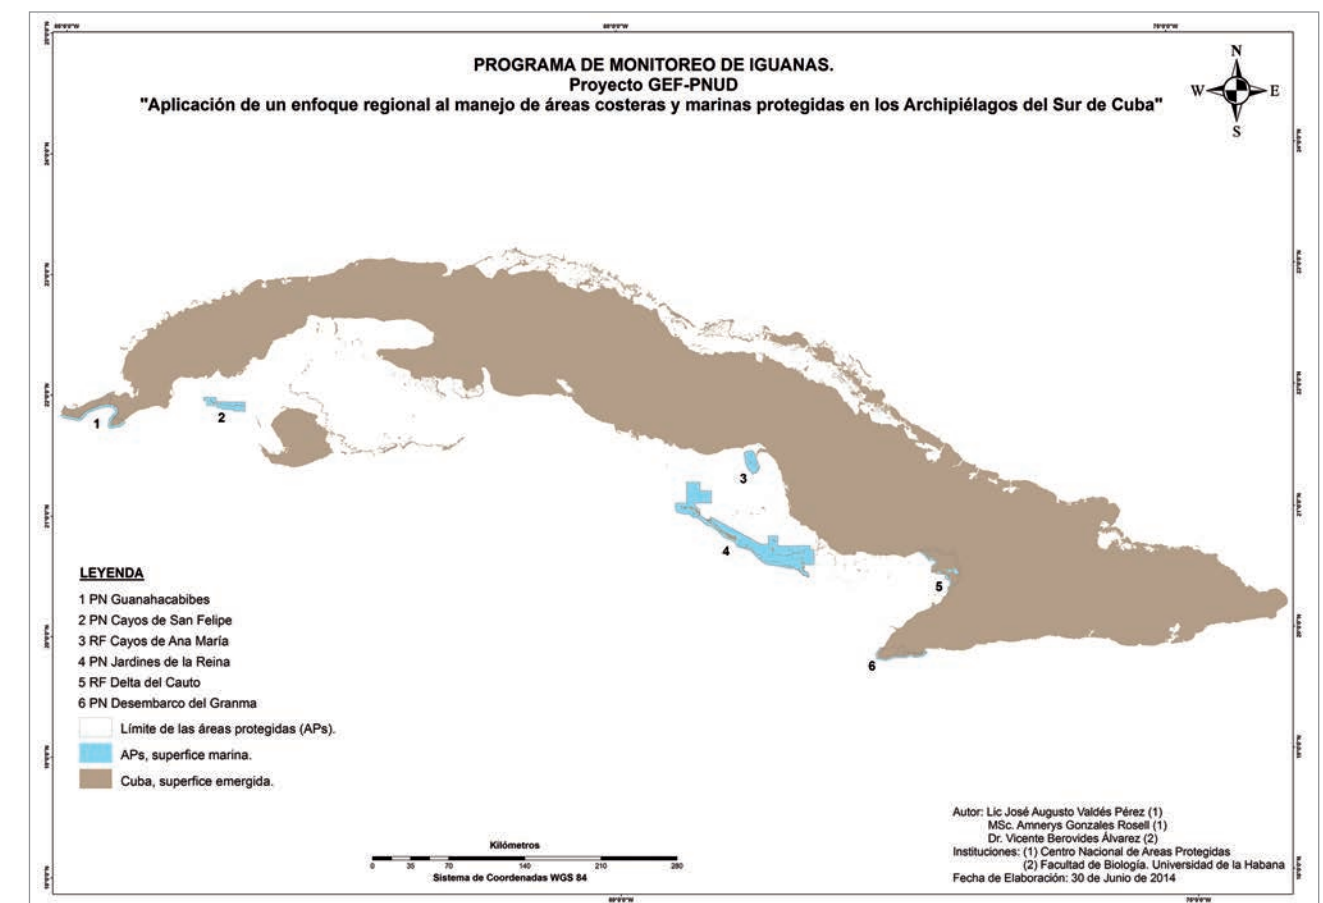 PROGRAMA DE MONITOREO DE IGUANAS.
Proyecto GEF-PNUD
"Aplicación de un enfoque regional al manejo de áreas costeras y marinas protegidas en los Archipiélagos del Sur de Cuba"
N
W E
S
1
2
3
4
5
6
LEYENDA
1 PN Guanahacabibes
2 PN Cayos de San Felipe
3 RF Cayos de Ana María
4 PN Jardines de la Reina
5 RF Delta del Cauto
6 PN Desembarco del Granma
Límite de las áreas protegidas (APs).
APs, superfice marina.
Cuba, superfice emergida.
Kilómetros
0 35 70 140 210 280
Sistema de Coordenadas WGS 84
Autor: Lic José Augusto Valdés Pérez (1)
MSc. Amnerys Gonzales Rosell (1)
Dr. Vicente Berovides Álvarez (2)
Instituciones: (1) Centro Nacional de Areas Protegidas
(2) Facultad de Biología. Universidad de la Habana
Fecha de Elaboración: 30 de Junio de 2014